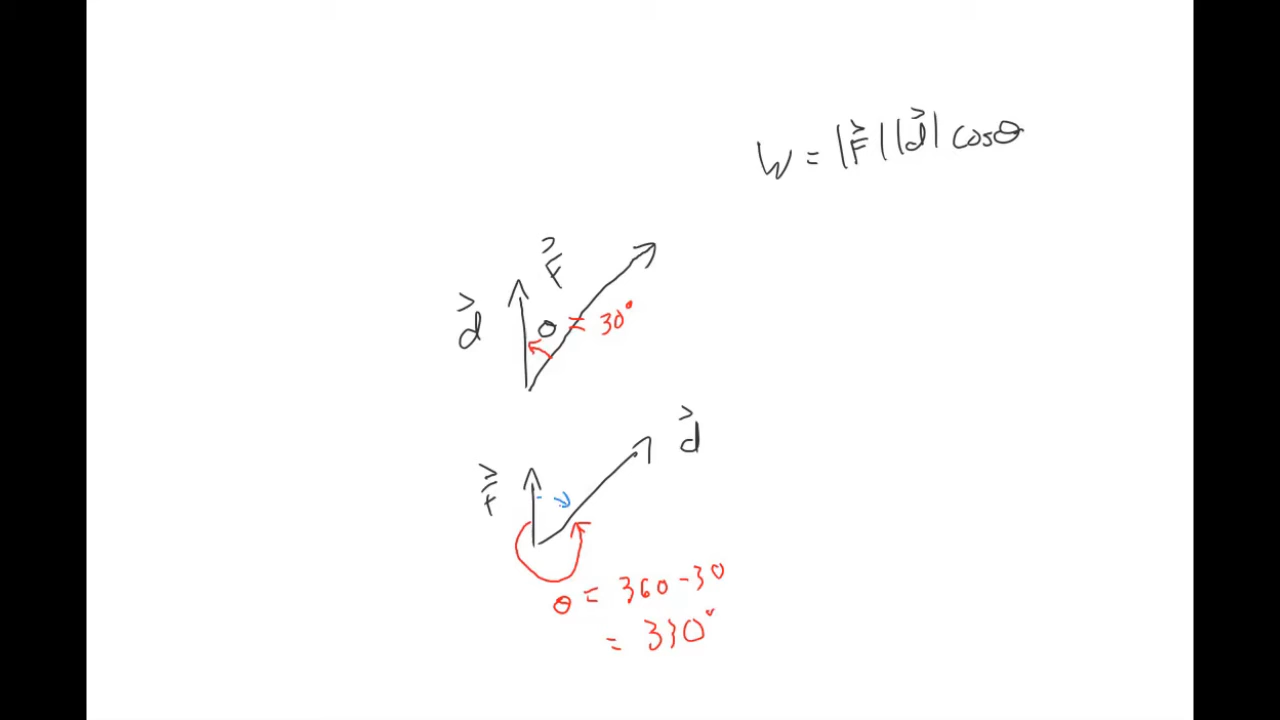 W = |F⃗||d⃗| cosθ
F⃗
d⃗
θ = 30°
d⃗
F⃗
θ = 360 - 30
= 330°